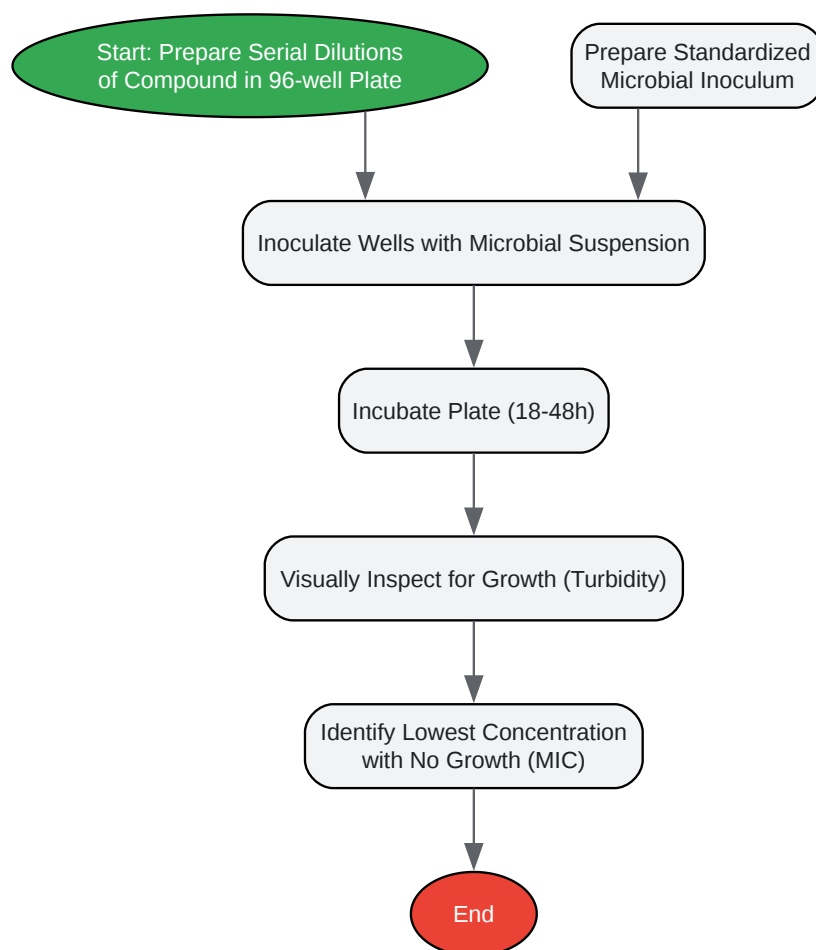 Start: Prepare Serial Dilutions
of Compound in 96-well Plate
Prepare Standardized
Microbial Inoculum
Inoculate Wells with Microbial Suspension
Incubate Plate (18-48h)
Visually Inspect for Growth (Turbidity)
Identify Lowest Concentration
with No Growth (MIC)
End